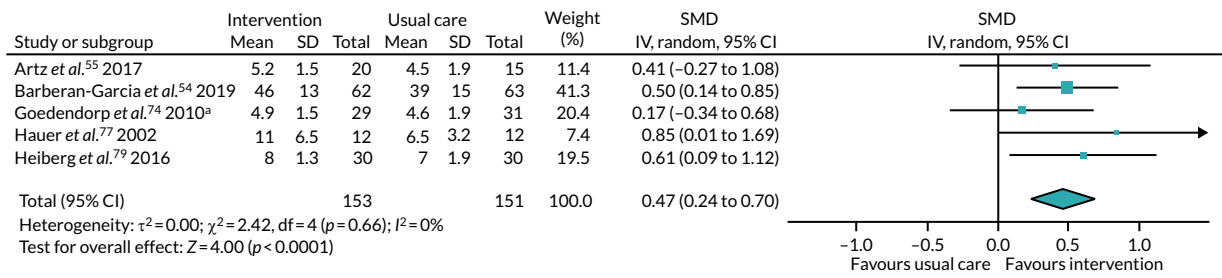 Intervention Usual care Weight SMD SMD
Study or subgroup Mean SD Total Mean SD Total (%) IV, random, 95% CI IV, random, 95% CI
Artz et al.55 2017 5.2 1.5 20 4.5 1.9 15 11.4 0.41 (–0.27 to 1.08)
Barberan-Garcia et al.54 2019 46 13 62 39 15 63 41.3 0.50 (0.14 to 0.85)
Goedendorp et al.74 2010a 4.9 1.5 29 4.6 1.9 31 20.4 0.17 (–0.34 to 0.68)
Hauer et al.77 2002 11 6.5 12 6.5 3.2 12 7.4 0.85 (0.01 to 1.69)
Heiberg et al.79 2016 8 1.3 30 7 1.9 30 19.5 0.61 (0.09 to 1.12)
Total (95% CI) 153 151 100.0 0.47 (0.24 to 0.70)
Heterogeneity: τ2=0.00; χ2=2.42, df=4 (p=0.66); I2=0%
Test for overall effect: Z=4.00 (p<0.0001)
–1.0 –0.5 0.0 0.5 1.0
Favours usual care Favours intervention